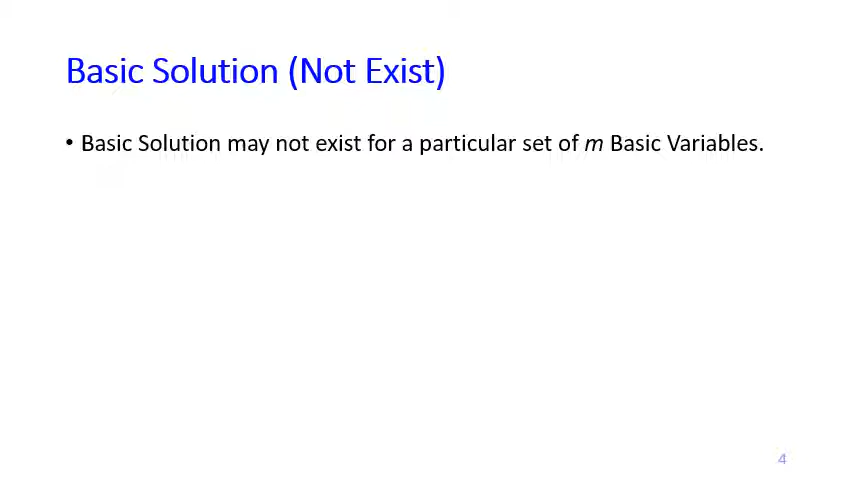 Basic Solution (Not Exist)
• Basic Solution may not exist for a particular set of m Basic Variables.
4